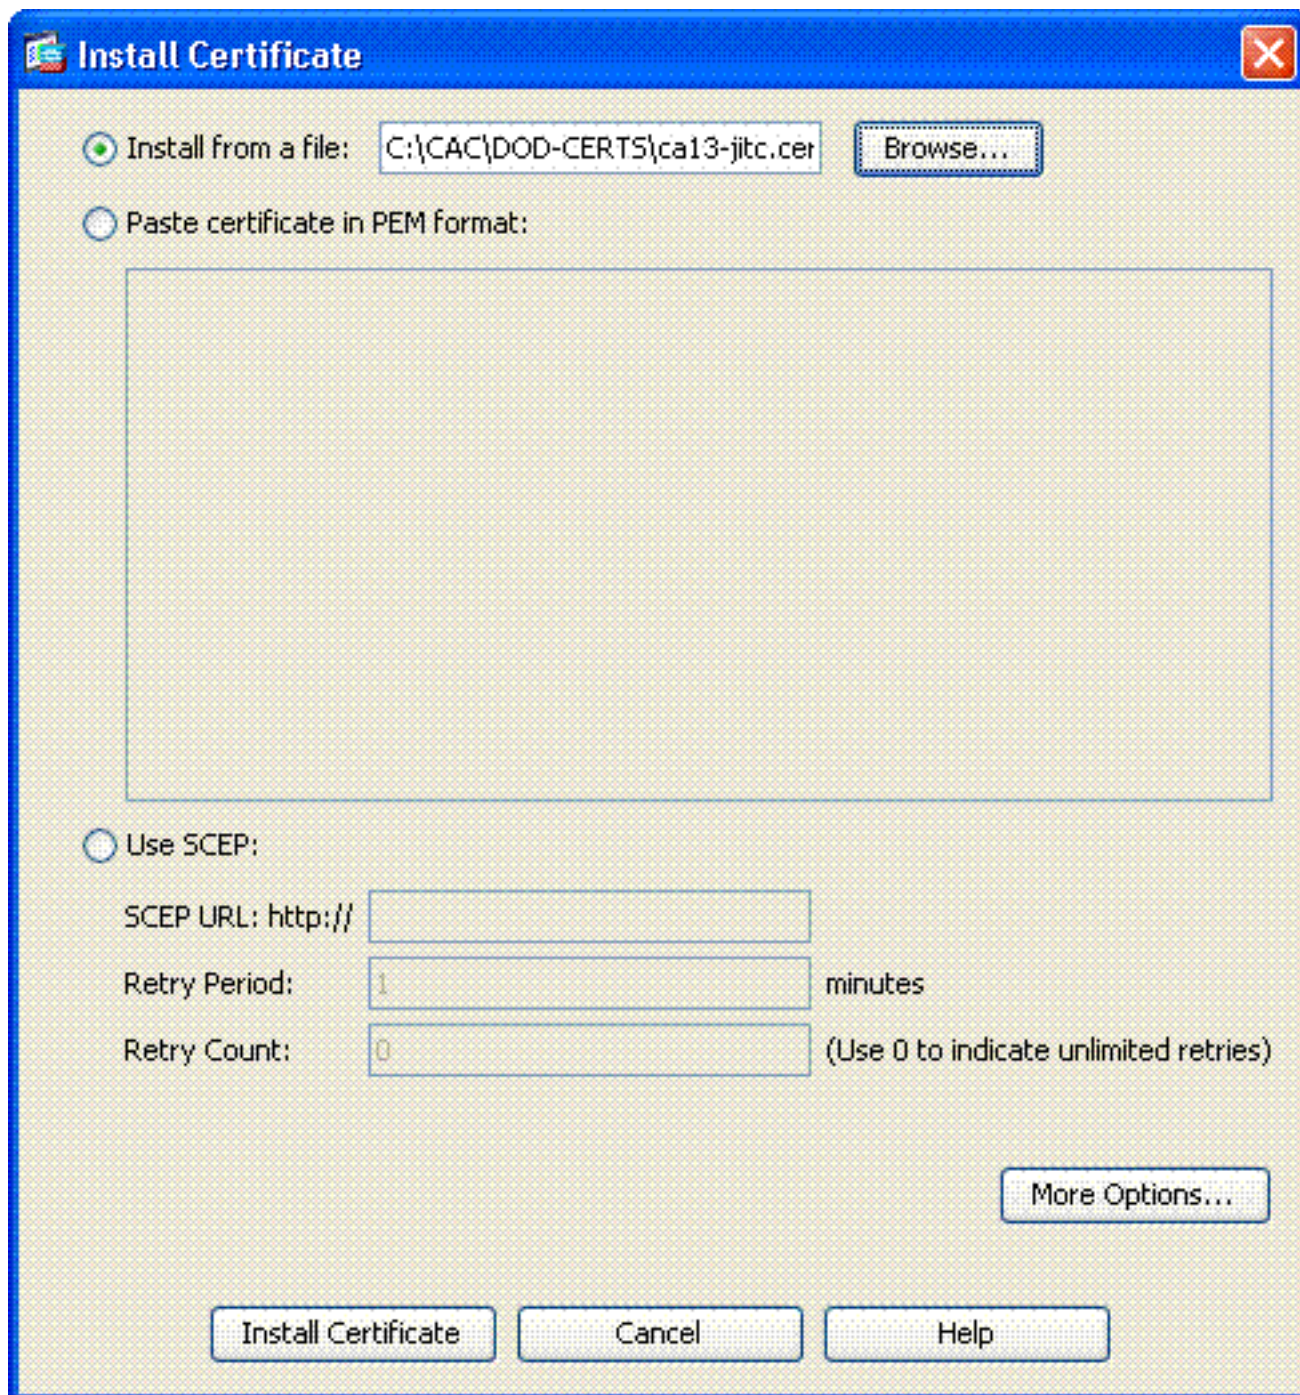 Install Certificate
Install from a file: C:\CAC\DOD-CERTS\ca13-jitc.cer Browse...
Paste certificate in PEM format:
Use SCEP:
SCEP URL: http://
Retry Period: 1 minutes
Retry Count: 0 (Use 0 to indicate unlimited retries)
More Options...
Install Certificate Cancel Help